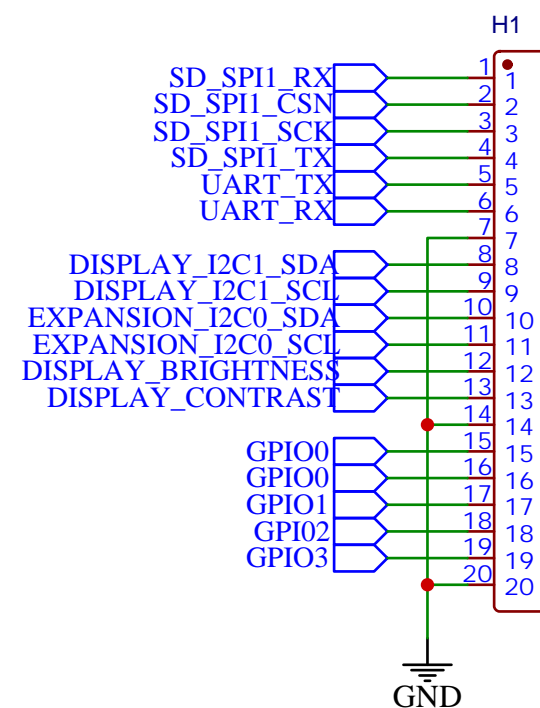 H1
SD_SPI1_RX 1 1
SD_SPI1_CSN 2 2
SD_SPI1_SCK 3 3
SD_SPI1_TX 4 4
UART_TX 5 5
UART_RX 6 6
7 7
DISPLAY_I2C1_SDA 8 8
DISPLAY_I2C1_SCL 9 9
EXPANSION_I2C0_SDA 10 10
EXPANSION_I2C0_SCL 11 11
DISPLAY_BRIGHTNESS 12 12
DISPLAY_CONTRAST 13 13
14 14
GPIO0 15 15
GPIO0 16 16
GPIO1 17 17
GPI02 18 18
GPIO3 19 19
20 20
GND